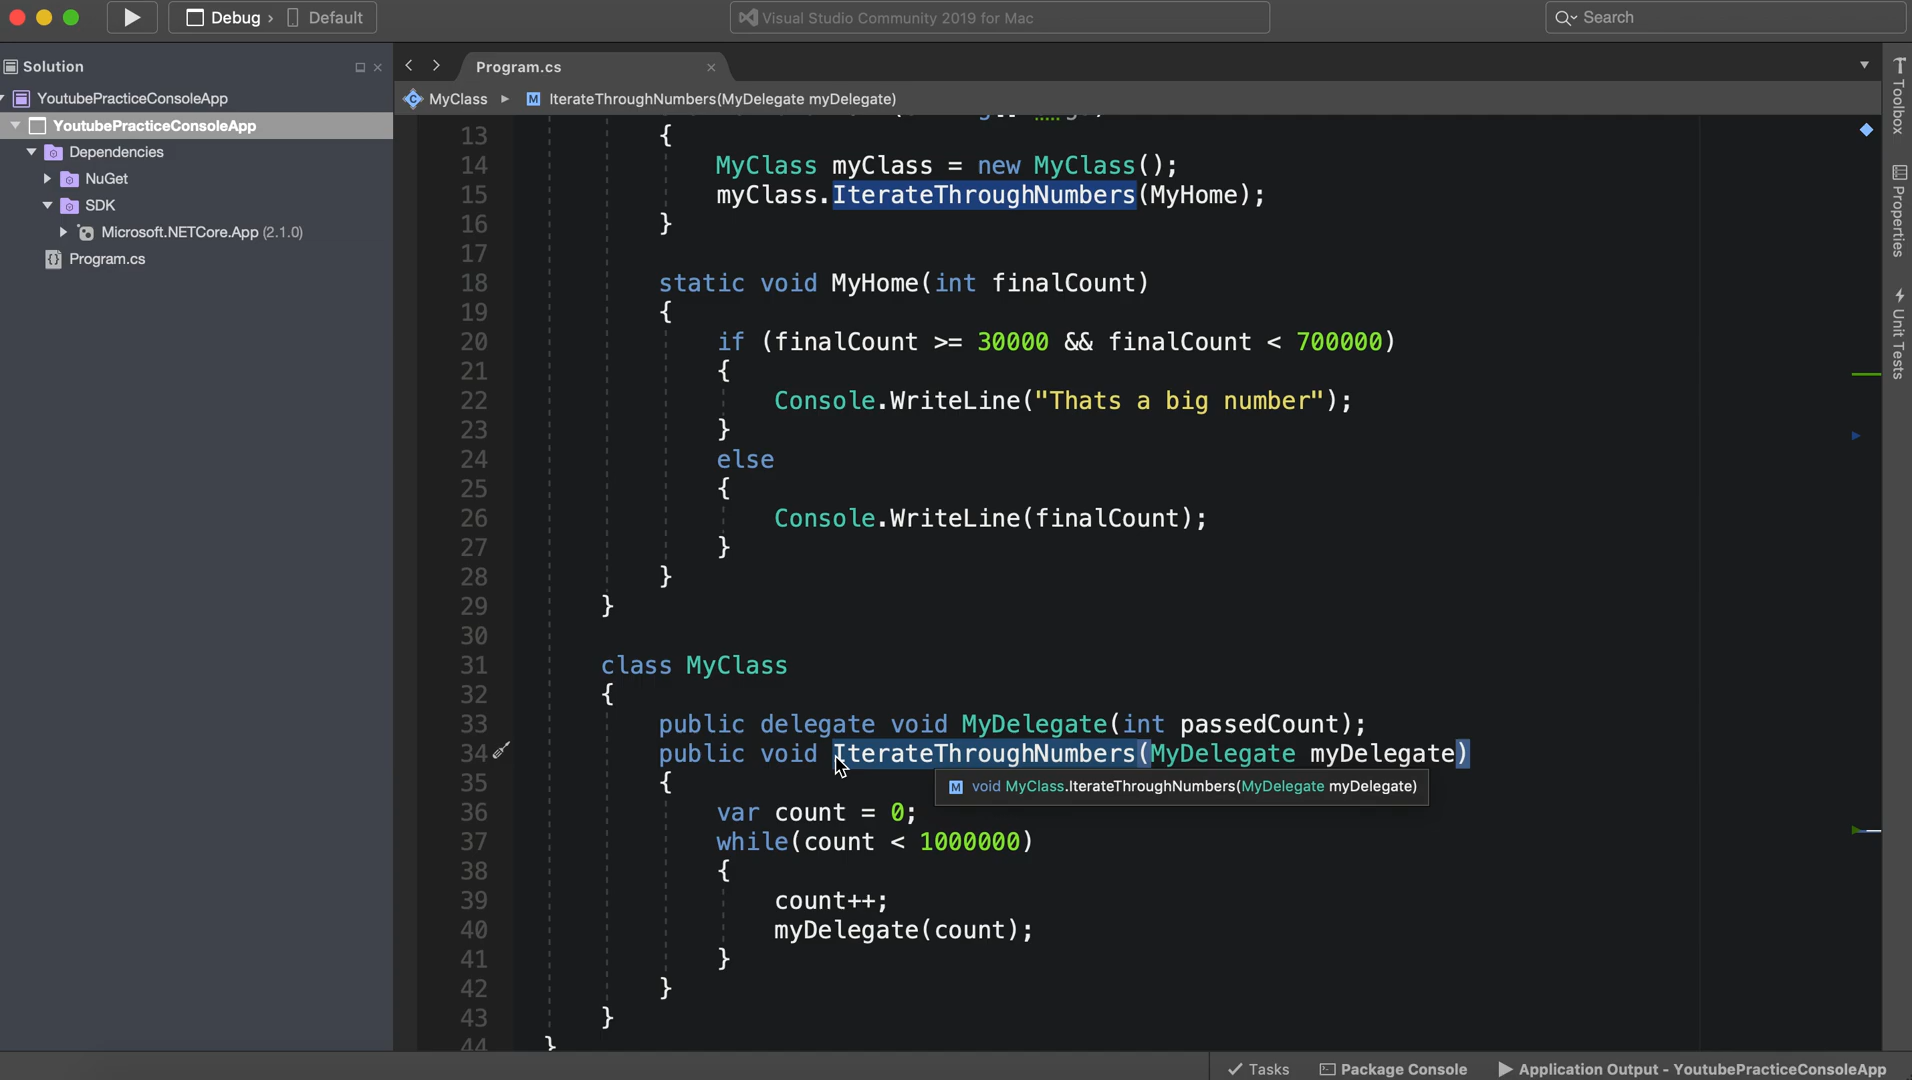 Debug › Default
Visual Studio Community 2019 for Mac
Search
Solution
Program.cs
YoutubePracticeConsoleApp
MyClass
IterateThroughNumbers(MyDelegate myDelegate)
YoutubePracticeConsoleApp
Dependencies
NuGet
SDK
Microsoft.NETCore.App (2.1.0)
Program.cs
13 {
14 MyClass myClass = new MyClass();
15 myClass.IterateThroughNumbers(MyHome);
16 }
17
18 static void MyHome(int finalCount)
19 {
20 if (finalCount >= 30000 && finalCount < 700000)
21 {
22 Console.WriteLine("Thats a big number");
23 }
24 else
25 {
26 Console.WriteLine(finalCount);
27 }
28 }
29 }
30
31 class MyClass
32 {
33 public delegate void MyDelegate(int passedCount);
34 public void IterateThroughNumbers(MyDelegate myDelegate)
35 {
void MyClass.IterateThroughNumbers(MyDelegate myDelegate)
36 var count = 0;
37 while(count < 1000000)
38 {
39 count++;
40 myDelegate(count);
41 }
42 }
43 }
44 }
Toolbox
Properties
Unit Tests
Tasks
Package Console
Application Output - YoutubePracticeConsoleApp